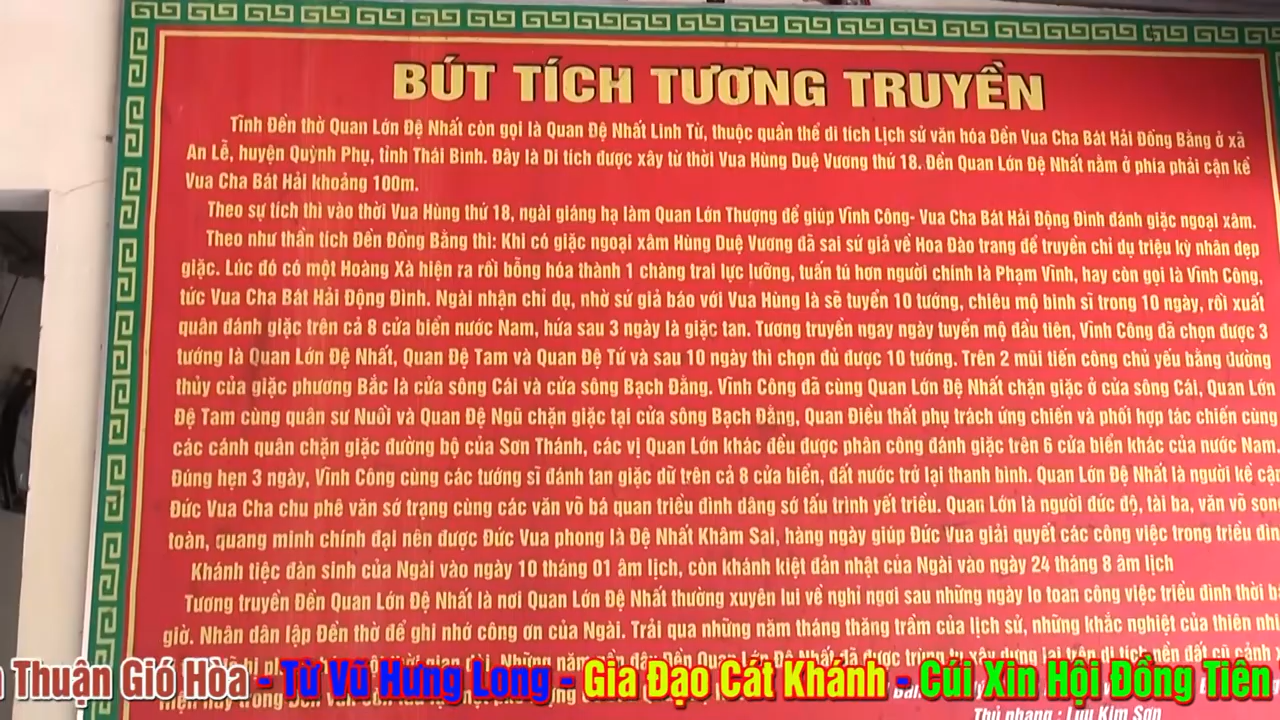 BÚT TÍCH TƯƠNG TRUYỀN
Tĩnh Đền thờ Quan Lớn Đệ Nhất còn gọi là Quan Đệ Nhất Linh Từ, thuộc quần thể di tích Lịch sử văn hóa Đền Vua Cha Bát Hải Đồng Bằng ở xã
An Lễ, huyện Quỳnh Phụ, tỉnh Thái Bình. Đây là Di tích được xây từ thời Vua Hùng Duệ Vương thứ 18. Đền Quan Lớn Đệ Nhất nằm ở phía phải cận kề
Vua Cha Bát Hải khoảng 100m.
Theo sự tích thì vào thời Vua Hùng thứ 18, ngài giáng hạ làm Quan Lớn Thượng để giúp Vĩnh Công- Vua Cha Bát Hải Động Đình đánh giặc ngoại xâm.
Theo như thần tích Đền Đồng Bằng thì: Khi có giặc ngoại xâm Hùng Duệ Vương đã sai sứ giả về Hoa Đào trang để truyền chỉ dụ triệu kỳ nhân dẹp
giặc. Lúc đó có một Hoàng Xà hiện ra rồi bỗng hóa thành 1 chàng trai lực lưỡng, tuấn tú hơn người chính là Phạm Vĩnh, hay còn gọi là Vĩnh Công,
tức Vua Cha Bát Hải Động Đình. Ngài nhận chỉ dụ, nhờ sứ giả báo với Vua Hùng là sẽ tuyển 10 tướng, chiêu mộ binh sĩ trong 10 ngày, rồi xuất
quân đánh giặc trên cả 8 cửa biển nước Nam, hứa sau 3 ngày là giặc tan. Tương truyền ngay ngày tuyển mộ đầu tiên, Vĩnh Công đã chọn được 3
tướng là Quan Lớn Đệ Nhất, Quan Đệ Tam và Quan Đệ Tứ và sau 10 ngày thì chọn đủ được 10 tướng. Trên 2 mũi tiến công chủ yếu bằng đường
thủy của giặc phương Bắc là cửa sông Cái và cửa sông Bạch Đằng. Vĩnh Công đã cùng Quan Lớn Đệ Nhất chặn giặc ở cửa sông Cái, Quan Lớn
Đệ Tam cùng quân sư Nuồi và Quan Đệ Ngũ chặn giặc tại cửa sông Bạch Đằng, Quan Điều thất phụ trách ứng chiến và phối hợp tác chiến cùng
các cánh quân chặn giặc đường bộ của Sơn Thánh, các vị Quan Lớn khác đều được phân công đánh giặc trên 6 cửa biển khác của nước Nam.
Đúng hẹn 3 ngày, Vĩnh Công cùng các tướng sĩ đánh tan giặc dữ trên cả 8 cửa biển, đất nước trở lại thanh bình. Quan Lớn Đệ Nhất là người kề cận
Đức Vua Cha chu phê văn sớ trạng cùng các văn võ bá quan triều đình dâng sớ tấu trình yết triều. Quan Lớn là người đức độ, tài ba, văn võ song
toàn, quang minh chính đại nên được Đức Vua phong là Đệ Nhất Khâm Sai, hàng ngày giúp Đức Vua giải quyết các công việc trong triều đìn
Khánh tiệc đàn sinh của Ngài vào ngày 10 tháng 01 âm lịch, còn khánh kiệt đản nhật của Ngài vào ngày 24 tháng 8 âm lịch
Tương truyền Đền Quan Lớn Đệ Nhất là nơi Quan Lớn Đệ Nhất thường xuyên lui về nghỉ ngơi sau những ngày lo toan công việc triều đình thời bấ
giờ. Nhân dân lập Đền thờ để ghi nhớ công ơn của Ngài. Trải qua những năm tháng thăng trầm của lịch sử, những khắc nghiệt của thiên nhi
Những năm gần đây Đền Quan Lớn Đệ Nhất đã được trùng tu xây dựng lại trên di tích nền đất cũ cảnh
Thuận Gió Hòa - Từ Vũ Hưng Long - Gia Đạo Cát Khánh - Cúi Xin Hội Đồng Tiên
Thủ nhang : Lưu Kim Sơn